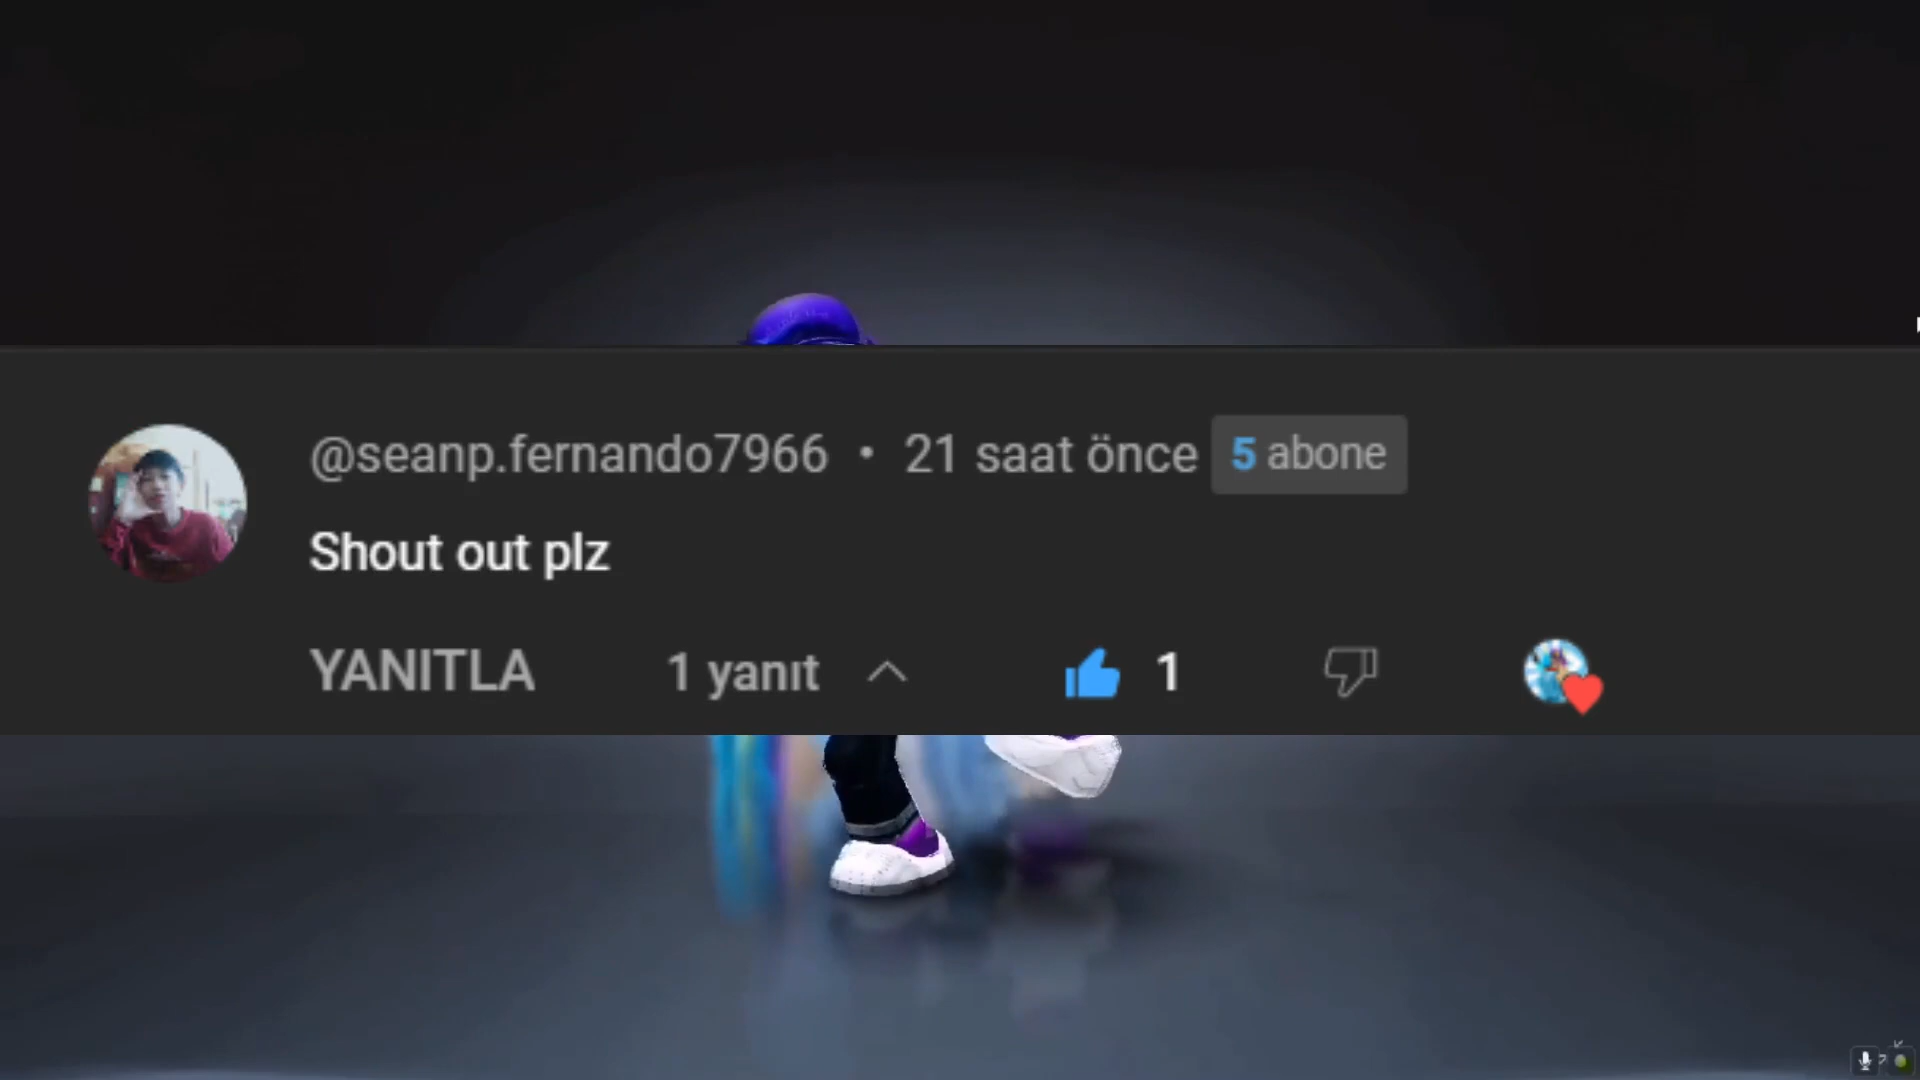 @seanp.fernando7966 • 21 saat önce 5 abone
Shout out plz
YANITLA 1 yanıt 1